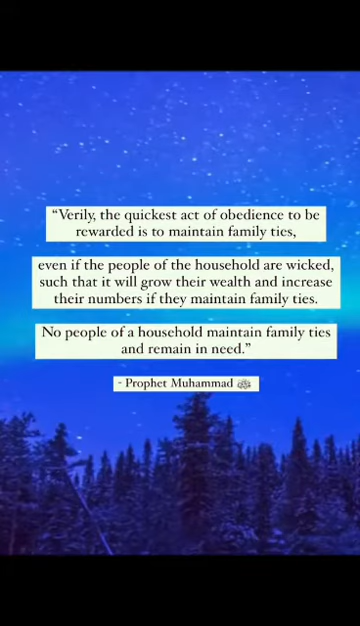 “Verily, the quickest act of obedience to be
rewarded is to maintain family ties,
even if the people of the household are wicked,
such that it will grow their wealth and increase
their numbers if they maintain family ties.
No people of a household maintain family ties
and remain in need.”
- Prophet Muhammad ﷺ